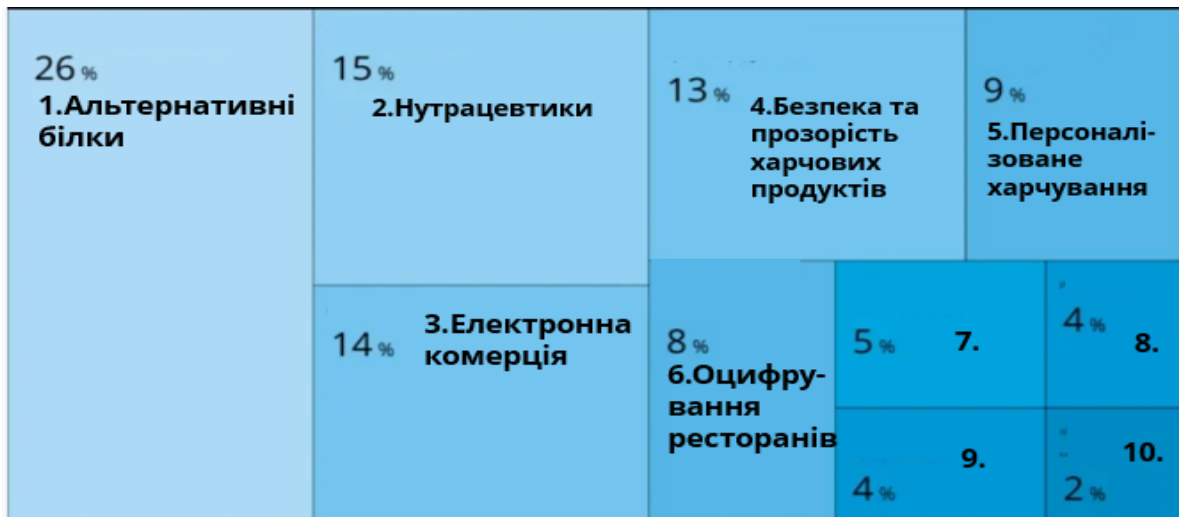 26 %
1.Альтернативні
білки
15 %
2.Нутрацевтики
14 %
3.Електронна
комерція
13 %
4.Безпека та
прозорість
харчових
продуктів
9 %
5.Персоналі-
зоване
харчування
8 %
6.Оцифру-
вання
ресторанів
5 %
7.
4 %
8.
4 %
9.
2 %
10.